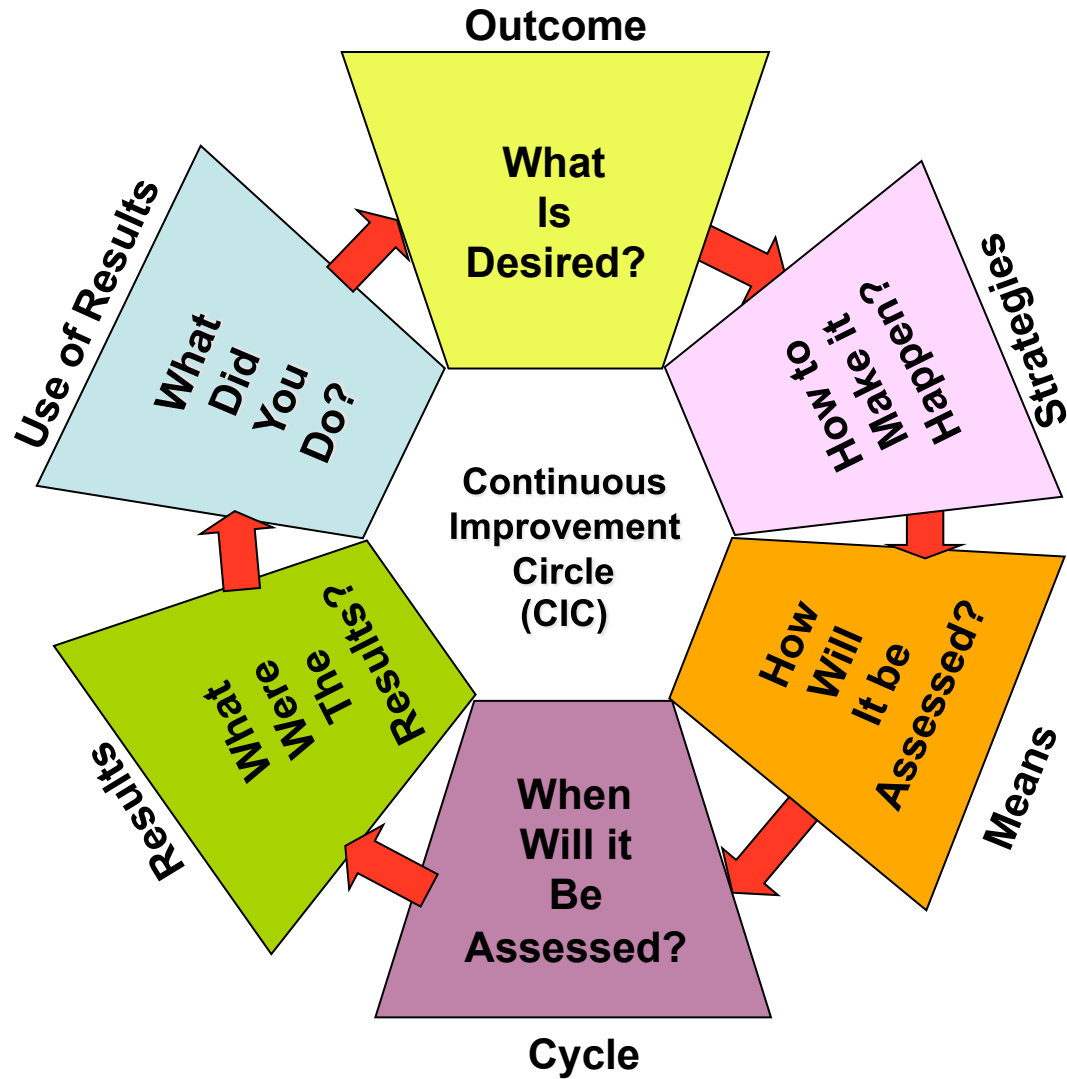 Outcome
What
Is
Desired?
Strategies
How to
Make it
Happen?
How
Will
It be
Assessed?
Means
When
Will it
Be
Assessed?
Cycle
What
Were
The
Results?
Results
What
Did
You
Do?
Use of Results
Continuous
Improvement
Circle
(CIC)